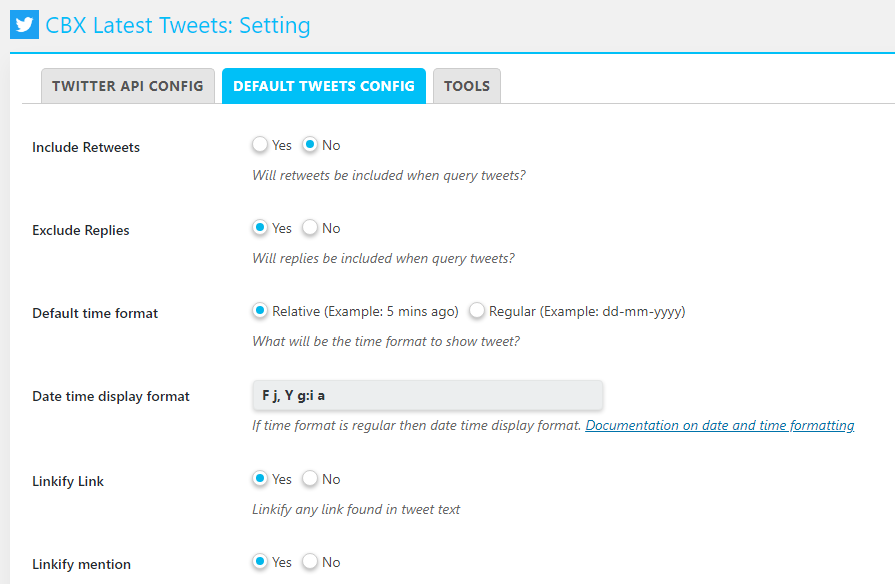 CBX Latest Tweets: Setting
TWITTER API CONFIG DEFAULT TWEETS CONFIG TOOLS
Include Retweets Yes No
Will retweets be included when query tweets?
Exclude Replies Yes No
Will replies be included when query tweets?
Default time format Relative (Example: 5 mins ago) Regular (Example: dd-mm-yyyy)
What will be the time format to show tweet?
Date time display format F j, Y g:i a
If time format is regular then date time display format. Documentation on date and time formatting
Linkify Link Yes No
Linkify any link found in tweet text
Linkify mention Yes No